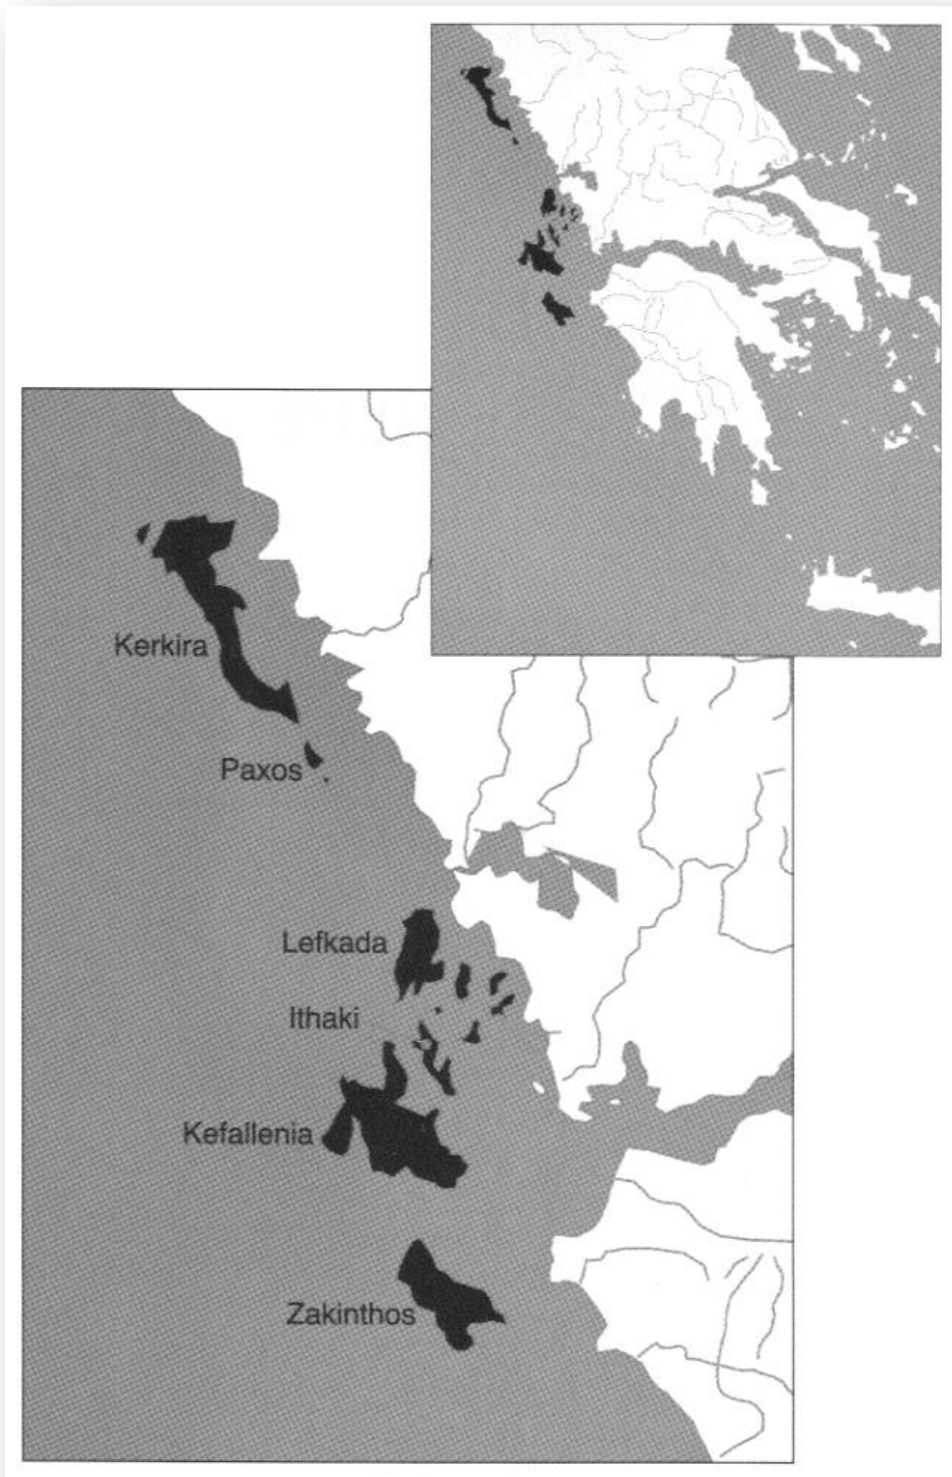 Kerkira
Paxos
Lefkada
Ithaki
Kefallenia
Zakinthos